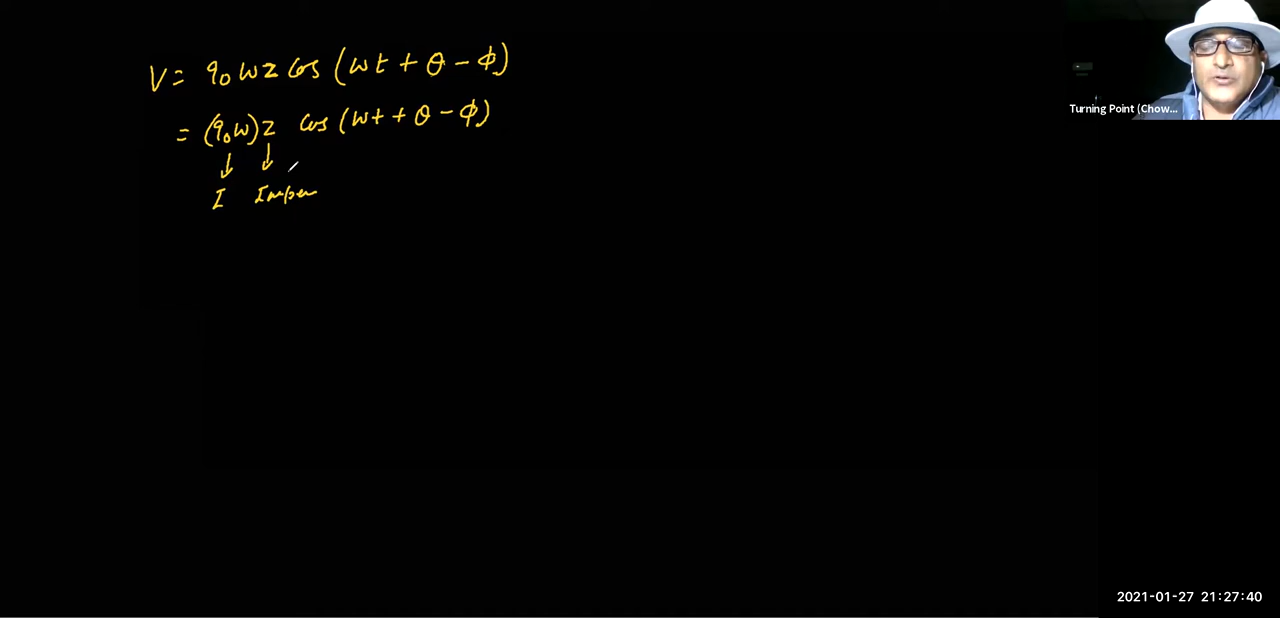 V = q₀ωz cos (ωt + θ − φ)
= (q₀ω)z cos (ωt + θ − φ)
↓ ↓
I Impen
Turning Point (Chow...
2021-01-27 21:27:40